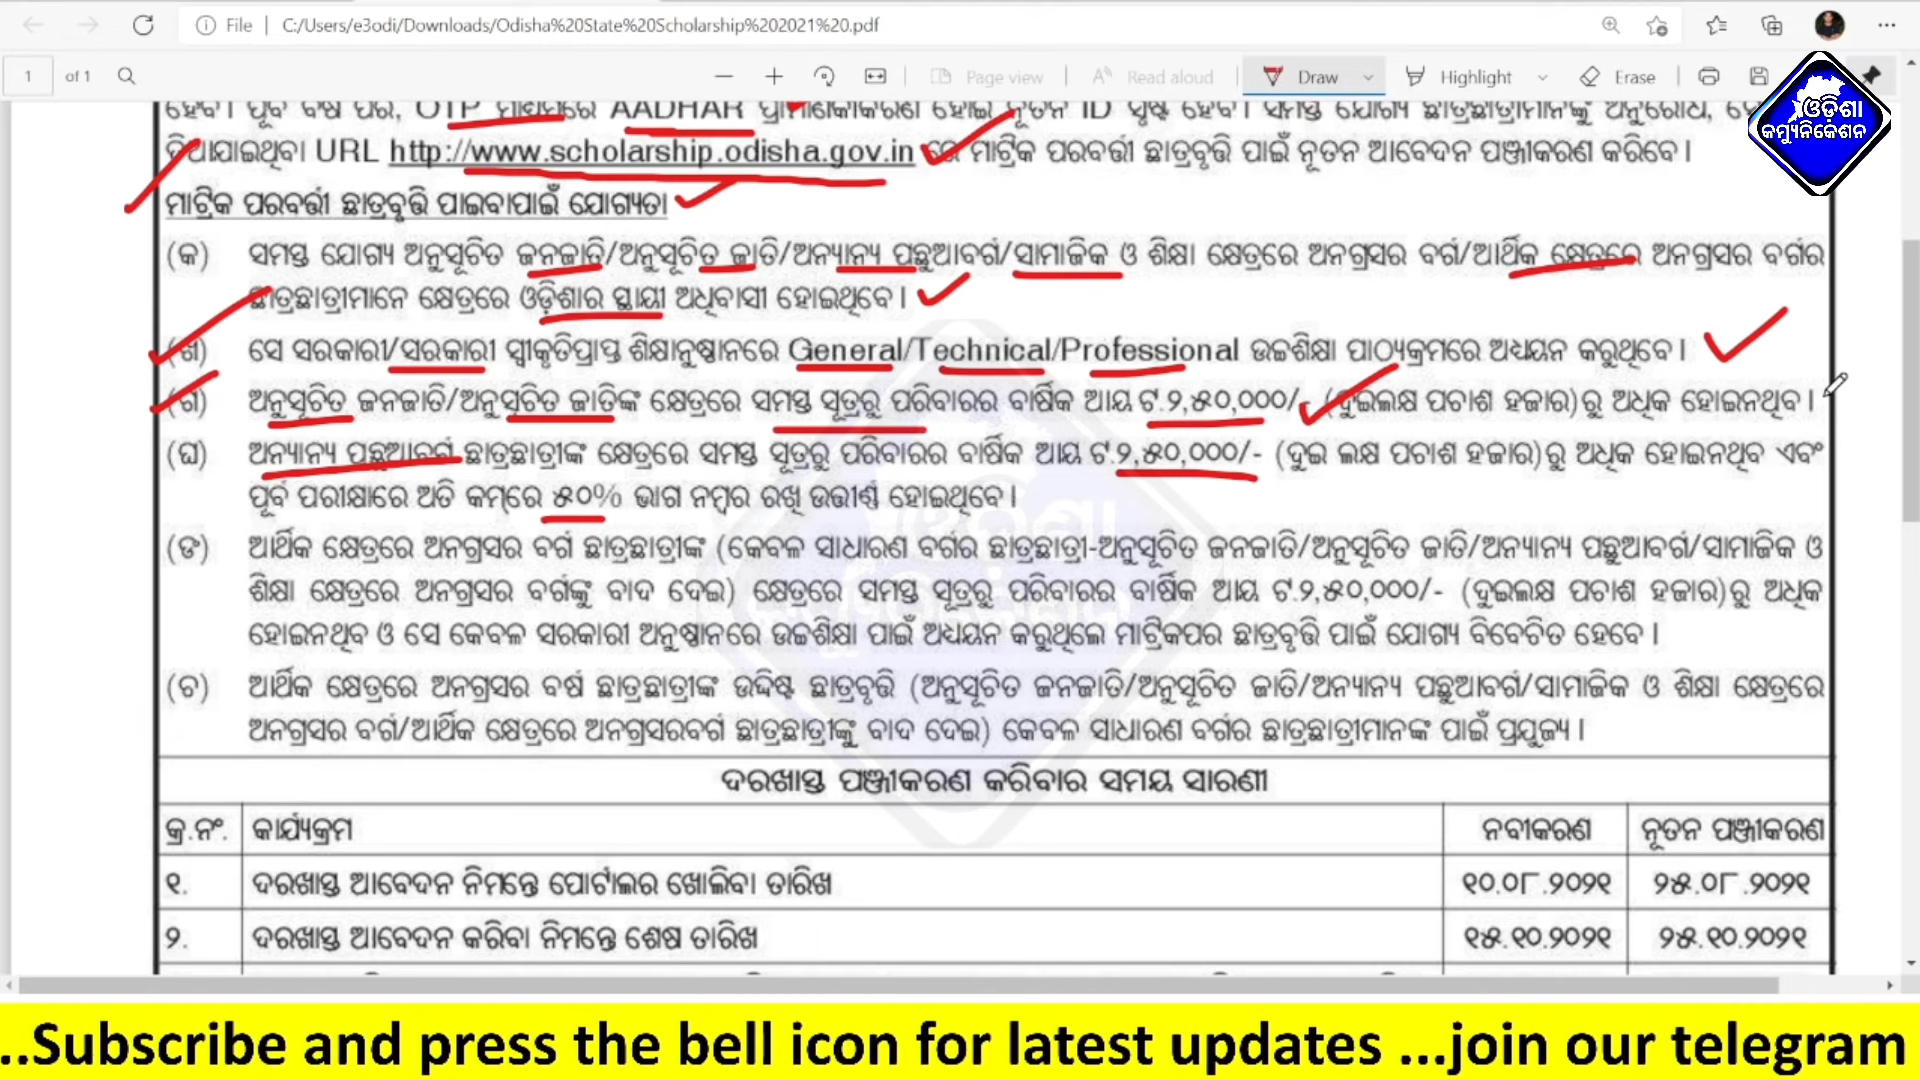 File C:/Users/e3odi/Downloads/Odisha%20State%20Scholarship%202021%20.pdf
1 of 1 Page view Read aloud Draw Highlight Erase
ହେବ। ପୂର୍ବ ବର୍ଷ ପରି, OTP ମାଧ୍ୟମରେ AADHAR ପ୍ରାମାଣିକୀକରଣ ହୋଇ ନୂତନ ID ସୃଷ୍ଟି ହେବ। ସମସ୍ତ ଯୋଗ୍ୟ ଛାତ୍ରଛାତ୍ରୀମାନଙ୍କୁ ଅନୁରୋଧ,
ଦିଆଯାଇଥିବା URL http://www.scholarship.odisha.gov.in ରେ ମାଟ୍ରିକ ପରବର୍ତ୍ତୀ ଛାତ୍ରବୃତ୍ତି ପାଇଁ ନୂତନ ଆବେଦନ ପଞ୍ଜୀକରଣ କରିବେ।
ମାଟ୍ରିକ ପରବର୍ତ୍ତୀ ଛାତ୍ରବୃତ୍ତି ପାଇବାପାଇଁ ଯୋଗ୍ୟତା
(କ) ସମସ୍ତ ଯୋଗ୍ୟ ଅନୁସୂଚିତ ଜନଜାତି/ଅନୁସୂଚିତ ଜାତି/ଅନ୍ୟାନ୍ୟ ପଛୁଆବର୍ଗ/ସାମାଜିକ ଓ ଶିକ୍ଷା କ୍ଷେତ୍ରରେ ଅନଗ୍ରସର ବର୍ଗ/ଆର୍ଥିକ କ୍ଷେତ୍ରରେ ଅନଗ୍ରସର ବର୍ଗର
ଛାତ୍ରଛାତ୍ରୀମାନେ କ୍ଷେତ୍ରରେ ଓଡ଼ିଶାର ସ୍ଥାୟୀ ଅଧିବାସୀ ହୋଇଥିବେ।
(ଖ) ସେ ସରକାରୀ/ସରକାରୀ ସ୍ୱୀକୃତିପ୍ରାପ୍ତ ଶିକ୍ଷାନୁଷ୍ଠାନରେ General/Technical/Professional ଉଚ୍ଚଶିକ୍ଷା ପାଠ୍ୟକ୍ରମରେ ଅଧ୍ୟୟନ କରୁଥିବେ।
(ଗ) ଅନୁସୂଚିତ ଜନଜାତି/ଅନୁସୂଚିତ ଜାତିଙ୍କ କ୍ଷେତ୍ରରେ ସମସ୍ତ ସୂତ୍ରରୁ ପରିବାରର ବାର୍ଷିକ ଆୟ ଟ.୨,୫୦,୦୦୦/- (ଦୁଇଲକ୍ଷ ପଚାଶ ହଜାର)ରୁ ଅଧିକ ହୋଇନଥିବ।
(ଘ) ଅନ୍ୟାନ୍ୟ ପଛୁଆବର୍ଗ ଛାତ୍ରଛାତ୍ରୀଙ୍କ କ୍ଷେତ୍ରରେ ସମସ୍ତ ସୂତ୍ରରୁ ପରିବାରର ବାର୍ଷିକ ଆୟ ଟ.୨,୫୦,୦୦୦/- (ଦୁଇ ଲକ୍ଷ ପଚାଶ ହଜାର)ରୁ ଅଧିକ ହୋଇନଥିବ ଏବଂ
ପୂର୍ବ ପରୀକ୍ଷାରେ ଅତି କମ୍‌ରେ ୫୦% ଭାଗ ନମ୍ବର ରଖି ଉତ୍ତୀର୍ଣ୍ଣ ହୋଇଥିବେ।
(ଙ) ଆର୍ଥିକ କ୍ଷେତ୍ରରେ ଅନଗ୍ରସର ବର୍ଗ ଛାତ୍ରଛାତ୍ରୀଙ୍କ (କେବଳ ସାଧାରଣ ବର୍ଗର ଛାତ୍ରଛାତ୍ରୀ-ଅନୁସୂଚିତ ଜନଜାତି/ଅନୁସୂଚିତ ଜାତି/ଅନ୍ୟାନ୍ୟ ପଛୁଆବର୍ଗ/ସାମାଜିକ ଓ
ଶିକ୍ଷା କ୍ଷେତ୍ରରେ ଅନଗ୍ରସର ବର୍ଗଙ୍କୁ ବାଦ ଦେଇ) କ୍ଷେତ୍ରରେ ସମସ୍ତ ସୂତ୍ରରୁ ପରିବାରର ବାର୍ଷିକ ଆୟ ଟ.୨,୫୦,୦୦୦/- (ଦୁଇଲକ୍ଷ ପଚାଶ ହଜାର)ରୁ ଅଧିକ
ହୋଇନଥିବ ଓ ସେ କେବଳ ସରକାରୀ ଅନୁଷ୍ଠାନରେ ଉଚ୍ଚଶିକ୍ଷା ପାଇଁ ଅଧ୍ୟୟନ କରୁଥିଲେ ମାଟ୍ରିକପର ଛାତ୍ରବୃତ୍ତି ପାଇଁ ଯୋଗ୍ୟ ବିବେଚିତ ହେବେ।
(ଚ) ଆର୍ଥିକ କ୍ଷେତ୍ରରେ ଅନଗ୍ରସର ବର୍ଷ ଛାତ୍ରଛାତ୍ରୀଙ୍କ ଉଦ୍ଦିଷ୍ଟ ଛାତ୍ରବୃତ୍ତି (ଅନୁସୂଚିତ ଜନଜାତି/ଅନୁସୂଚିତ ଜାତି/ଅନ୍ୟାନ୍ୟ ପଛୁଆବର୍ଗ/ସାମାଜିକ ଓ ଶିକ୍ଷା କ୍ଷେତ୍ରରେ
ଅନଗ୍ରସର ବର୍ଗ/ଆର୍ଥିକ କ୍ଷେତ୍ରରେ ଅନଗ୍ରସରବର୍ଗ ଛାତ୍ରଛାତ୍ରୀଙ୍କୁ ବାଦ ଦେଇ) କେବଳ ସାଧାରଣ ବର୍ଗର ଛାତ୍ରଛାତ୍ରୀମାନଙ୍କ ପାଇଁ ପ୍ରଯୁଜ୍ୟ।
ଦରଖାସ୍ତ ପଞ୍ଜୀକରଣ କରିବାର ସମୟ ସାରଣୀ
କ୍ର.ନଂ. କାର୍ଯ୍ୟକ୍ରମ ନବୀକରଣ ନୂତନ ପଞ୍ଜୀକରଣ
୧. ଦରଖାସ୍ତ ଆବେଦନ ନିମନ୍ତେ ପୋର୍ଟାଲର ଖୋଲିବା ତାରିଖ ୧୦.୦୮.୨୦୨୧ ୨୫.୦୮.୨୦୨୧
୨. ଦରଖାସ୍ତ ଆବେଦନ କରିବା ନିମନ୍ତେ ଶେଷ ତାରିଖ ୧୫.୧୦.୨୦୨୧ ୨୫.୧୦.୨୦୨୧
ଓଡ଼ିଶା
କମ୍ୟୁନିକେଶନ
..Subscribe and press the bell icon for latest updates ...join our telegram